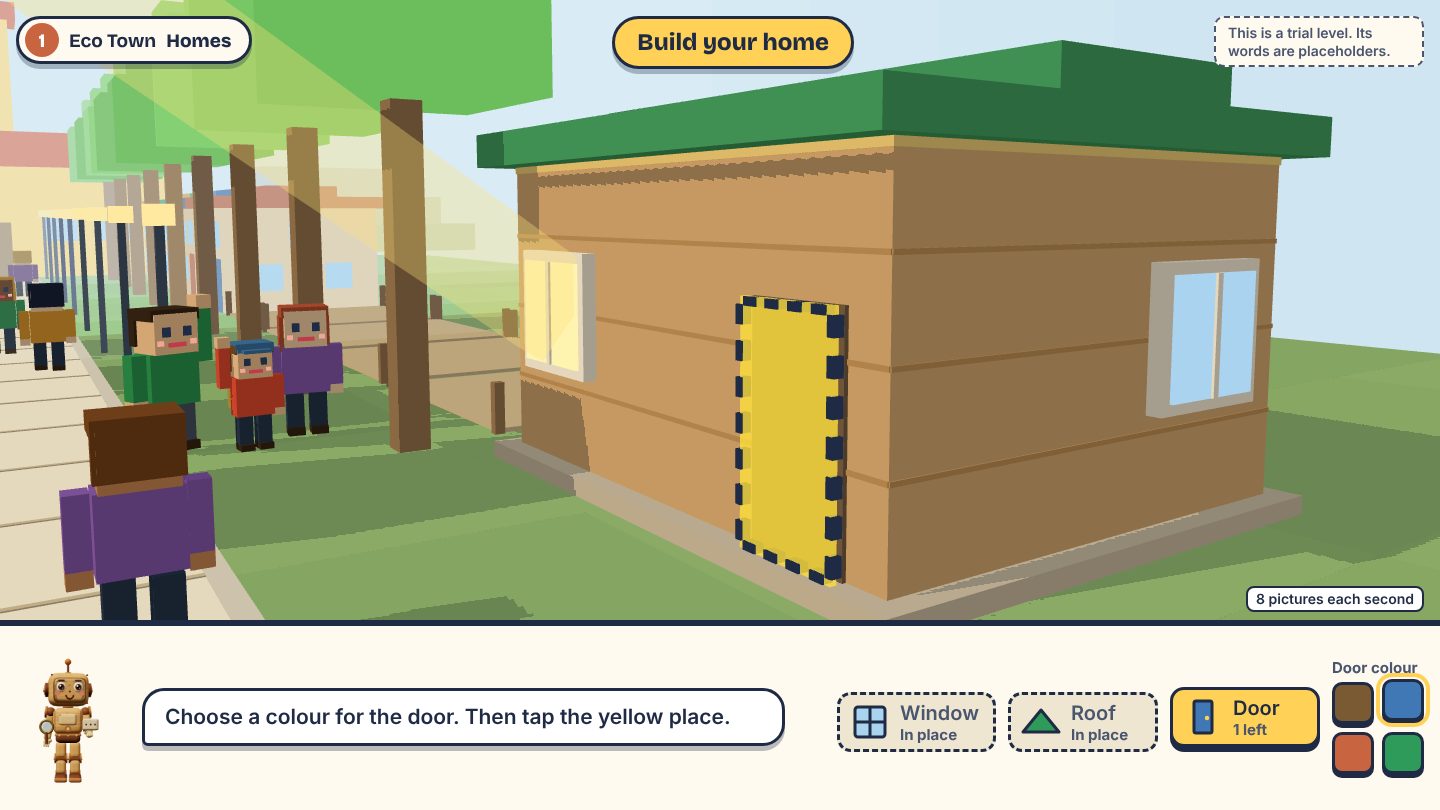 1 Eco Town Homes
Build your home
This is a trial level. Its
words are placeholders.
8 pictures each second
Choose a colour for the door. Then tap the yellow place.
Window
In place
Roof
In place
Door
1 left
Door colour